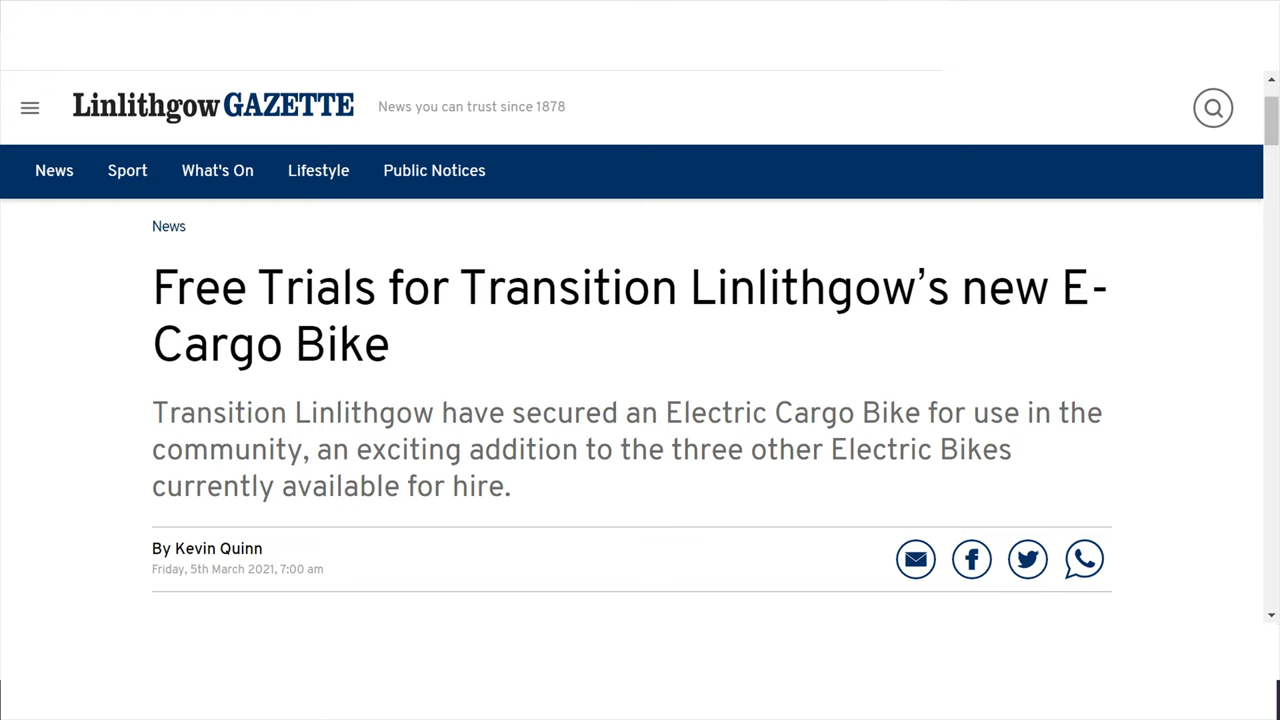 Linlithgow GAZETTE
News you can trust since 1878
News Sport What's On Lifestyle Public Notices
News
Free Trials for Transition Linlithgow’s new E-
Cargo Bike
Transition Linlithgow have secured an Electric Cargo Bike for use in the
community, an exciting addition to the three other Electric Bikes
currently available for hire.
By Kevin Quinn
Friday, 5th March 2021, 7:00 am